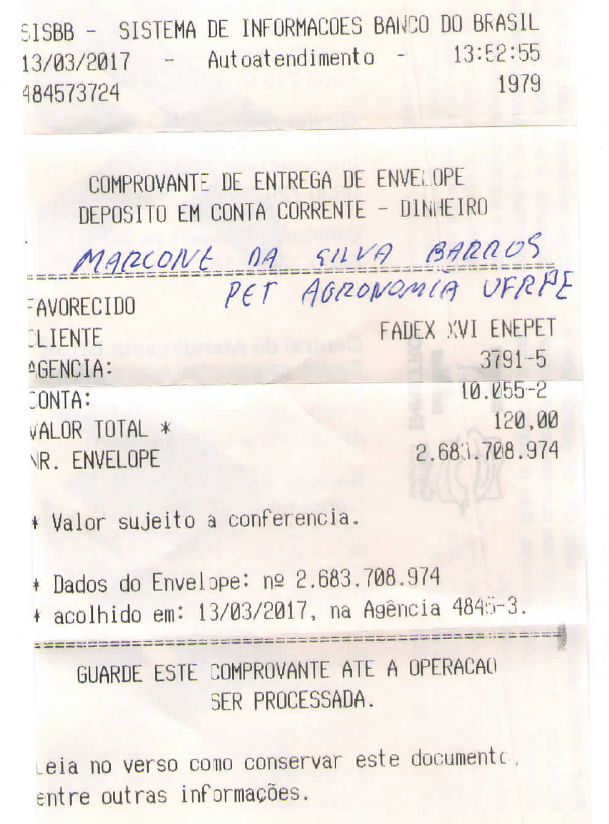 SISBB - SISTEMA DE INFORMACOES BANCO DO BRASIL
13/03/2017 - Autoatendimento - 13:52:55
484573724 1979
COMPROVANTE DE ENTREGA DE ENVELOPE
DEPOSITO EM CONTA CORRENTE - DINHEIRO
MARCONE DA SILVA BARROS
PET AGRONOMIA UFRPE
FAVORECIDO
CLIENTE FADEX XVI ENEPET
AGENCIA: 3791-5
CONTA: 10.055-2
VALOR TOTAL * 120,00
NR. ENVELOPE 2.683.708.974
* Valor sujeito a conferencia.
* Dados do Envelope: nº 2.683.708.974
* acolhido em: 13/03/2017, na Agência 4845-3.
GUARDE ESTE COMPROVANTE ATE A OPERACAO
SER PROCESSADA.
Leia no verso como conservar este documento,
entre outras informações.